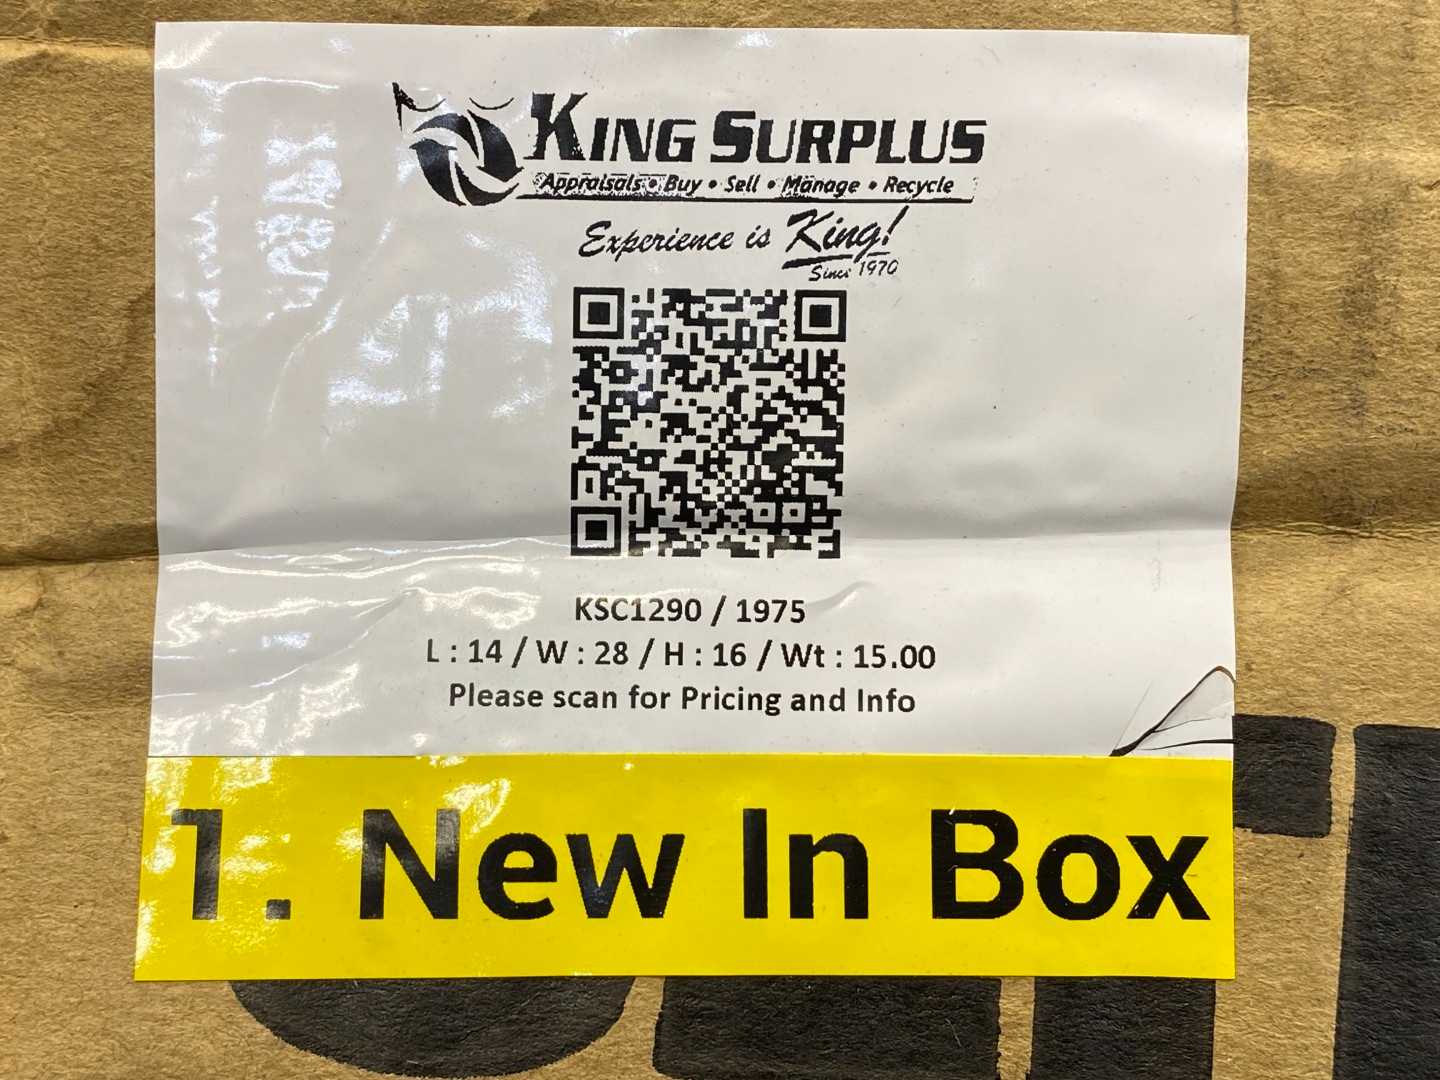 KING SURPLUS
Appraisals • Buy • Sell • Manage • Recycle
Experience is King!
Since 1970
KSC1290 / 1975
L : 14 / W : 28 / H : 16 / Wt : 15.00
Please scan for Pricing and Info
1. New In Box